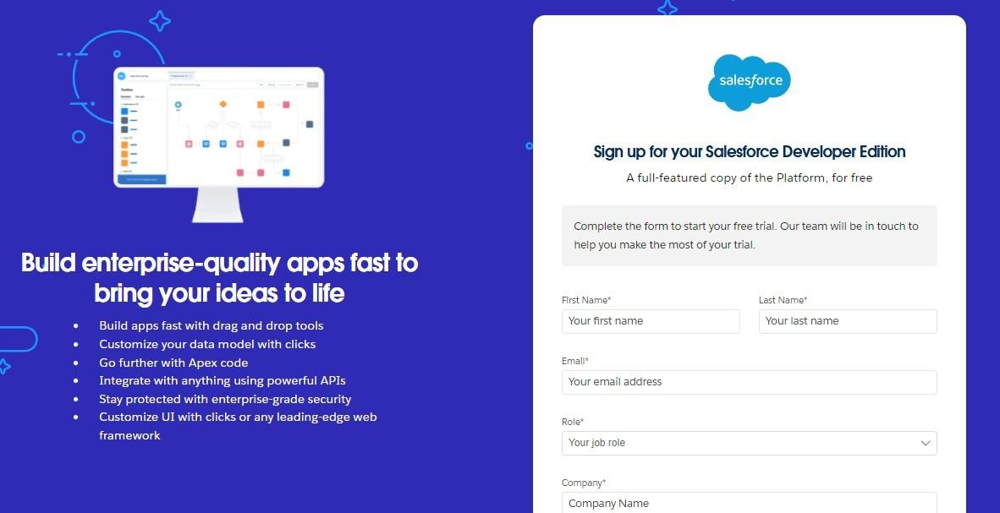 Build enterprise-quality apps fast to
bring your ideas to life
• Build apps fast with drag and drop tools
• Customize your data model with clicks
• Go further with Apex code
• Integrate with anything using powerful APIs
• Stay protected with enterprise-grade security
• Customize UI with clicks or any leading-edge web
framework
salesforce
Sign up for your Salesforce Developer Edition
A full-featured copy of the Platform, for free
Complete the form to start your free trial. Our team will be in touch to
help you make the most of your trial.
First Name* Last Name*
Your first name Your last name
Email*
Your email address
Role*
Your job role
Company*
Company Name